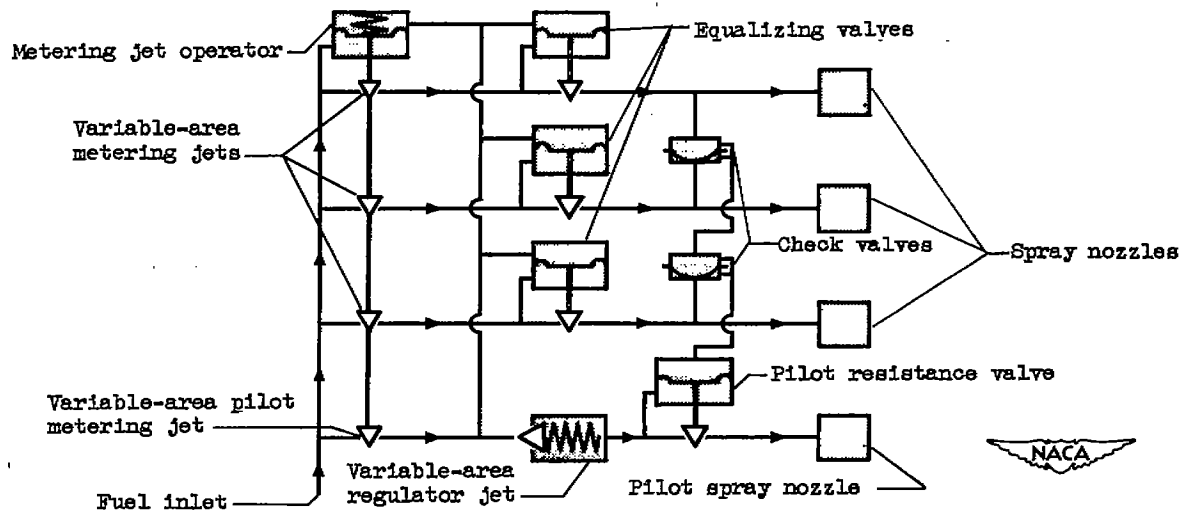 Metering jet operator
Equalizing valves
Variable-area
metering jets
Check valves
Spray nozzles
Pilot resistance valve
Variable-area pilot
metering jet
Variable-area
regulator jet
Pilot spray nozzle
Fuel inlet
NACA